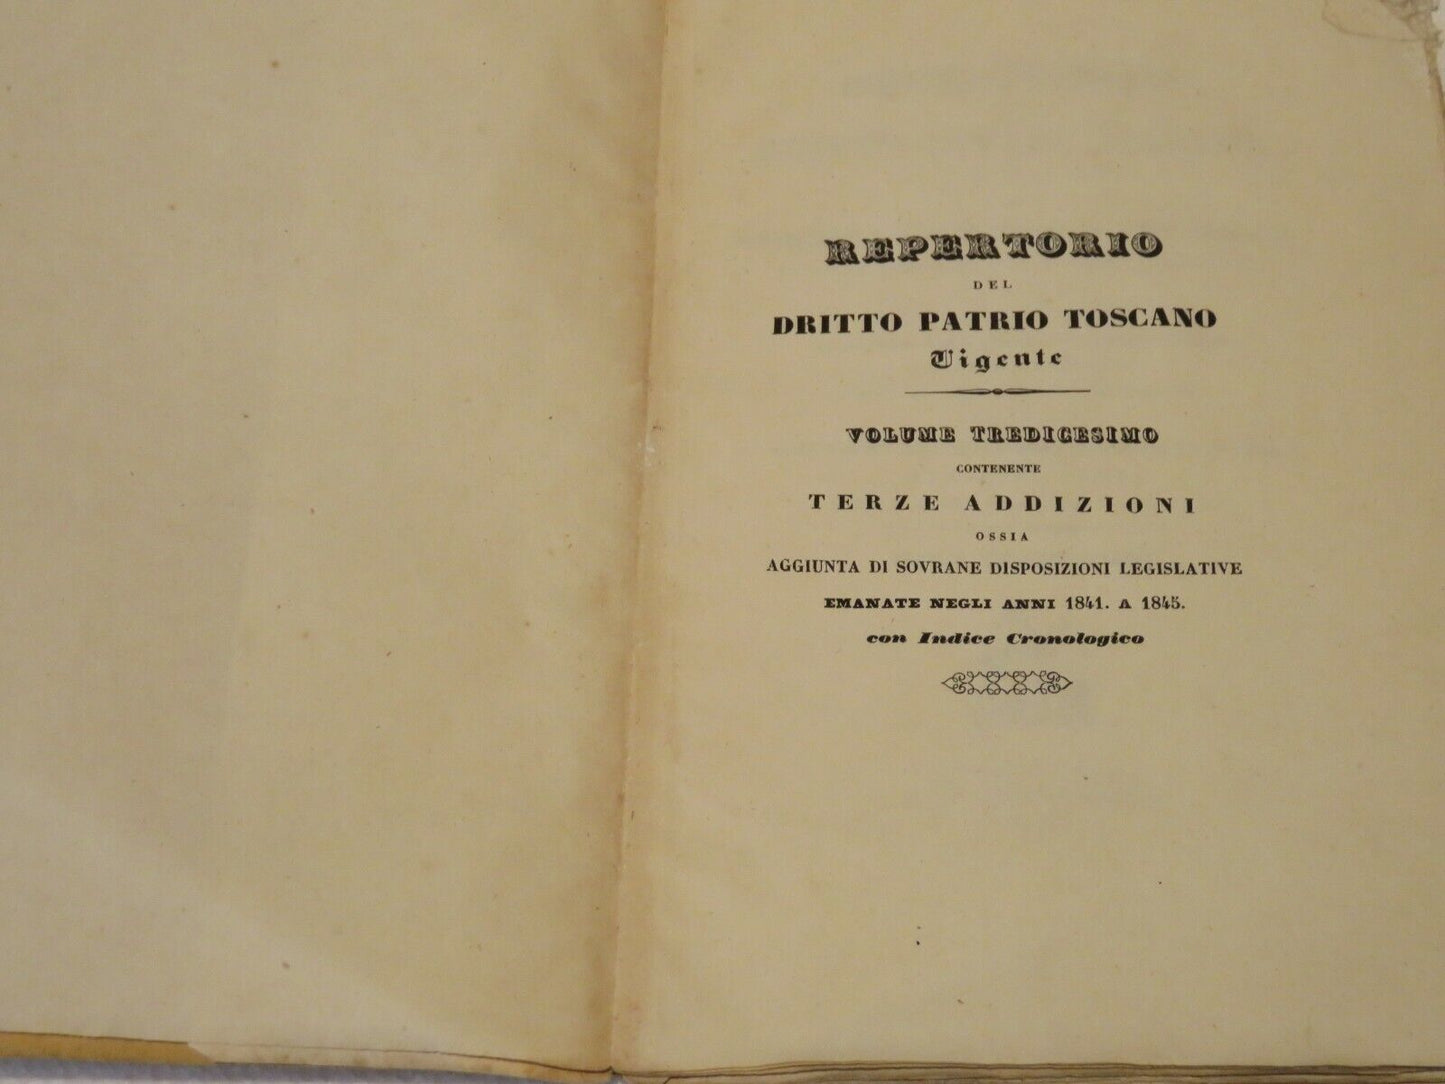 REPERTORIO
DEL
DRITTO PATRIO TOSCANO
Vigente
VOLUME TREDICESIMO
CONTENENTE
TERZE ADDIZIONI
OSSIA
AGGIUNTA DI SOVRANE DISPOSIZIONI LEGISLATIVE
EMANATE NEGLI ANNI 1841. A 1845.
con Indice Cronologico